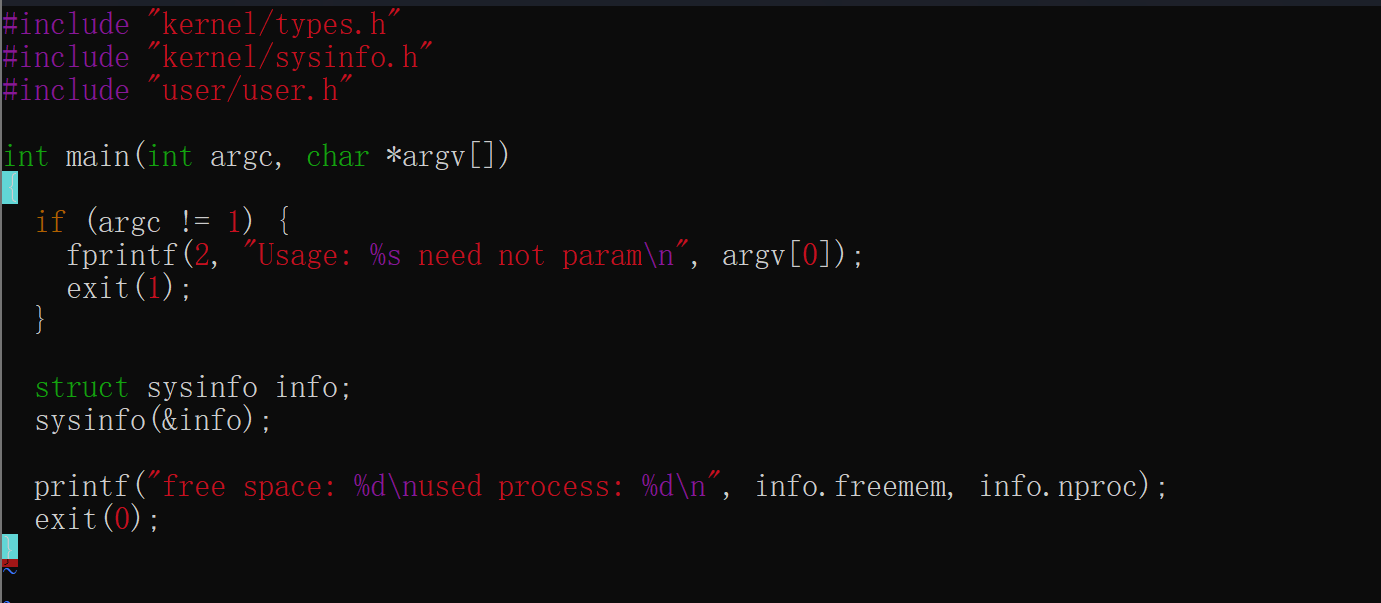 #include "kernel/types.h"
#include "kernel/sysinfo.h"
#include "user/user.h"
int main(int argc, char *argv[])
{
if (argc != 1) {
fprintf(2, "Usage: %s need not param\n", argv[0]);
exit(1);
}
struct sysinfo info;
sysinfo(&info);
printf("free space: %d\nused process: %d\n", info.freemem, info.nproc);
exit(0);
}
~